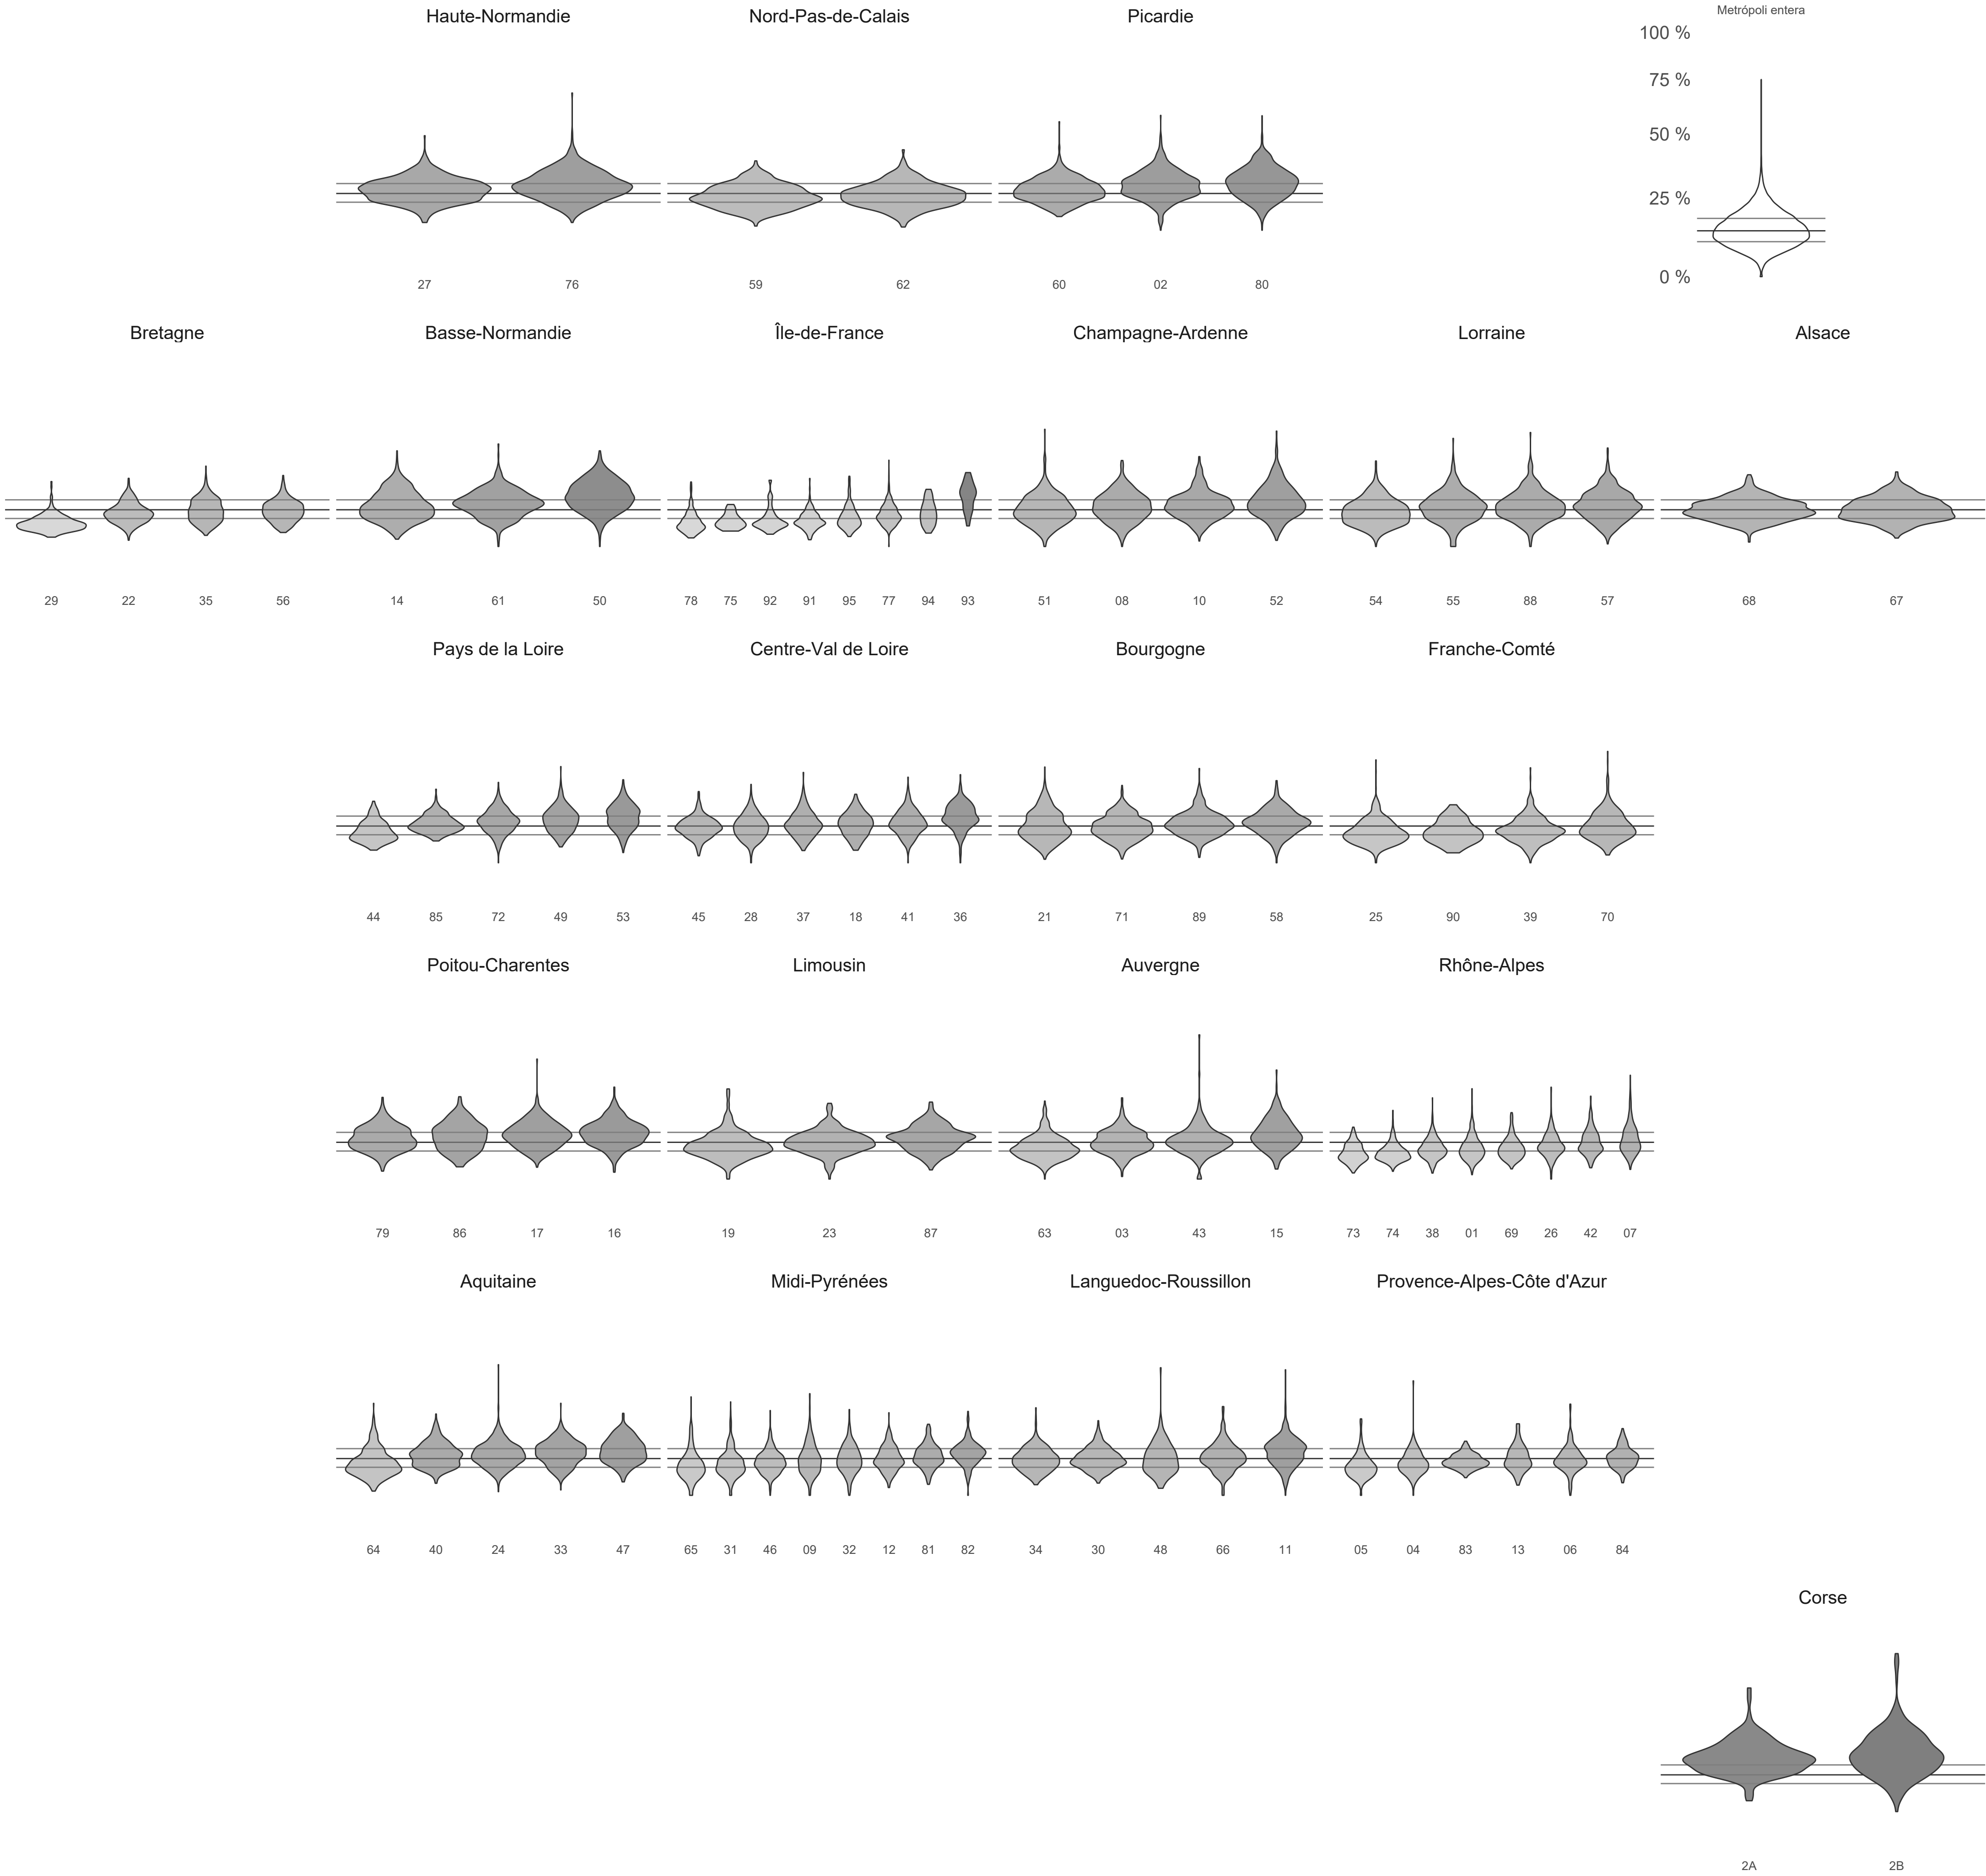 Haute-Normandie Nord-Pas-de-Calais Picardie Metrópoli entera
100 %
75 %
50 %
25 %
0 %
27 76 59 62 60 02 80
Bretagne Basse-Normandie Île-de-France Champagne-Ardenne Lorraine Alsace
29 22 35 56 14 61 50 78 75 92 91 95 77 94 93 51 08 10 52 54 55 88 57 68 67
Pays de la Loire Centre-Val de Loire Bourgogne Franche-Comté
44 85 72 49 53 45 28 37 18 41 36 21 71 89 58 25 90 39 70
Poitou-Charentes Limousin Auvergne Rhône-Alpes
79 86 17 16 19 23 87 63 03 43 15 73 74 38 01 69 26 42 07
Aquitaine Midi-Pyrénées Languedoc-Roussillon Provence-Alpes-Côte d'Azur
64 40 24 33 47 65 31 46 09 32 12 81 82 34 30 48 66 11 05 04 83 13 06 84
Corse
2A 2B